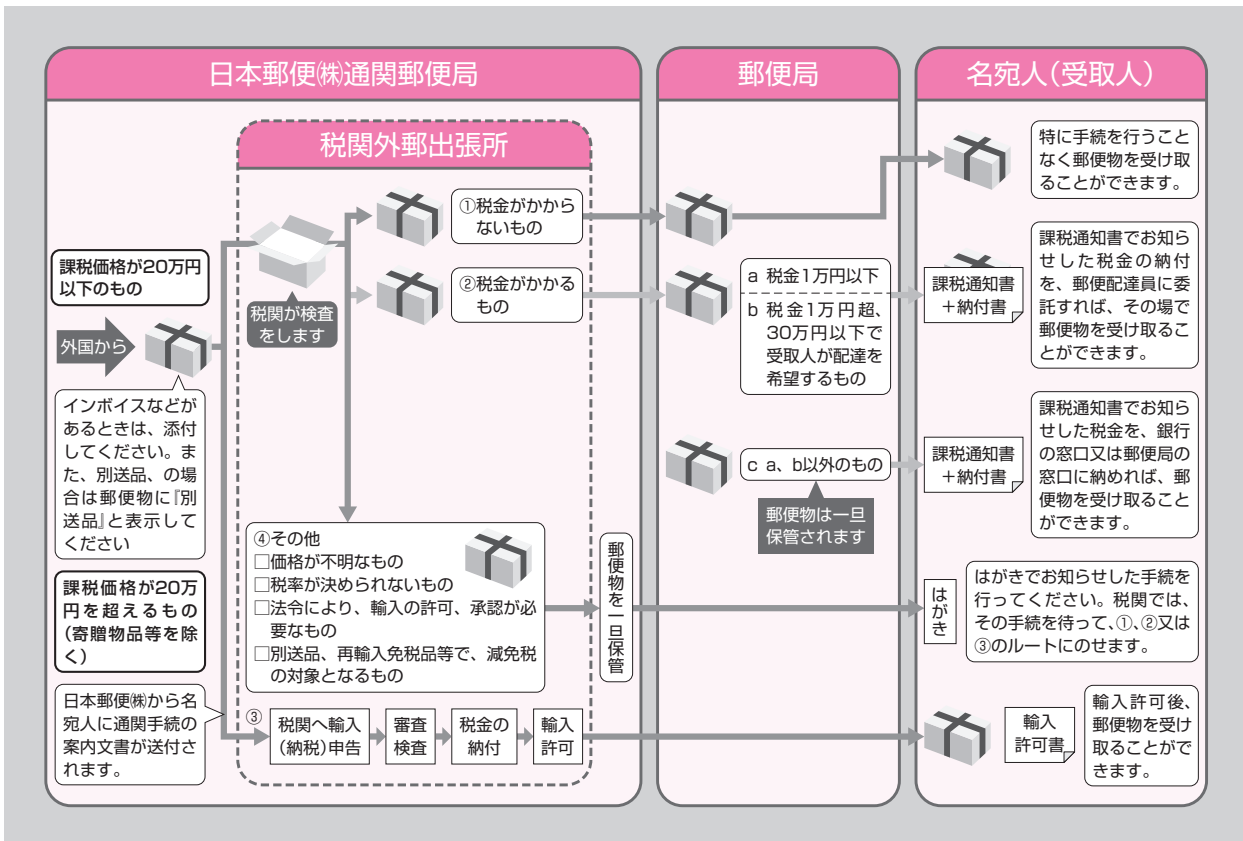 日本郵便㈱通関郵便局
郵便局
名宛人(受取人)
税関外郵出張所
課税価格が20万円
以下のもの
外国から
インボイスなどが
あるときは、添付
してください。ま
た、別送品、の場
合は郵便物に『別
送品』と表示して
ください
課税価格が20万
円を超えるもの
(寄贈物品等を除
く)
日本郵便㈱から名
宛人に通関手続の
案内文書が送付さ
れます。
税関が検査
をします
①税金がかから
ないもの
②税金がかかる
もの
④その他
□価格が不明なもの
□税率が決められないもの
□法令により、輸入の許可、承認が必
要なもの
□別送品、再輸入免税品等で、減免税
の対象となるもの
③
税関へ輸入
(納税)申告
審査
検査
税金の
納付
輸入
許可
郵便物を一旦保管
a 税金1万円以下
b 税金1万円超、
30万円以下で
受取人が配達を
希望するもの
c a、b以外のもの
郵便物は一旦
保管されます
特に手続を行うこと
なく郵便物を受け取
ることができます。
課税通知書
+納付書
課税通知書でお知ら
せした税金の納付
を、郵便配達員に委
託すれば、その場で
郵便物を受け取るこ
とができます。
課税通知書
+納付書
課税通知書でお知ら
せした税金を、銀行
の窓口又は郵便局の
窓口に納めれば、郵
便物を受け取ること
ができます。
はがき
はがきでお知らせした手続を
行ってください。税関では、
その手続を待って、①、②又は
③のルートにのせます。
輸入
許可書
輸入許可後、
郵便物を受け
取ることがで
きます。